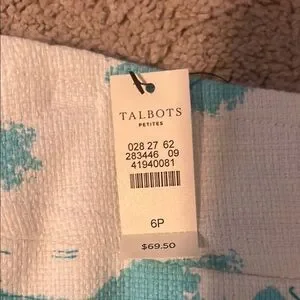 TALBOTS
PETITES
028 27 62
283446 09
41940081
6P
$69.50